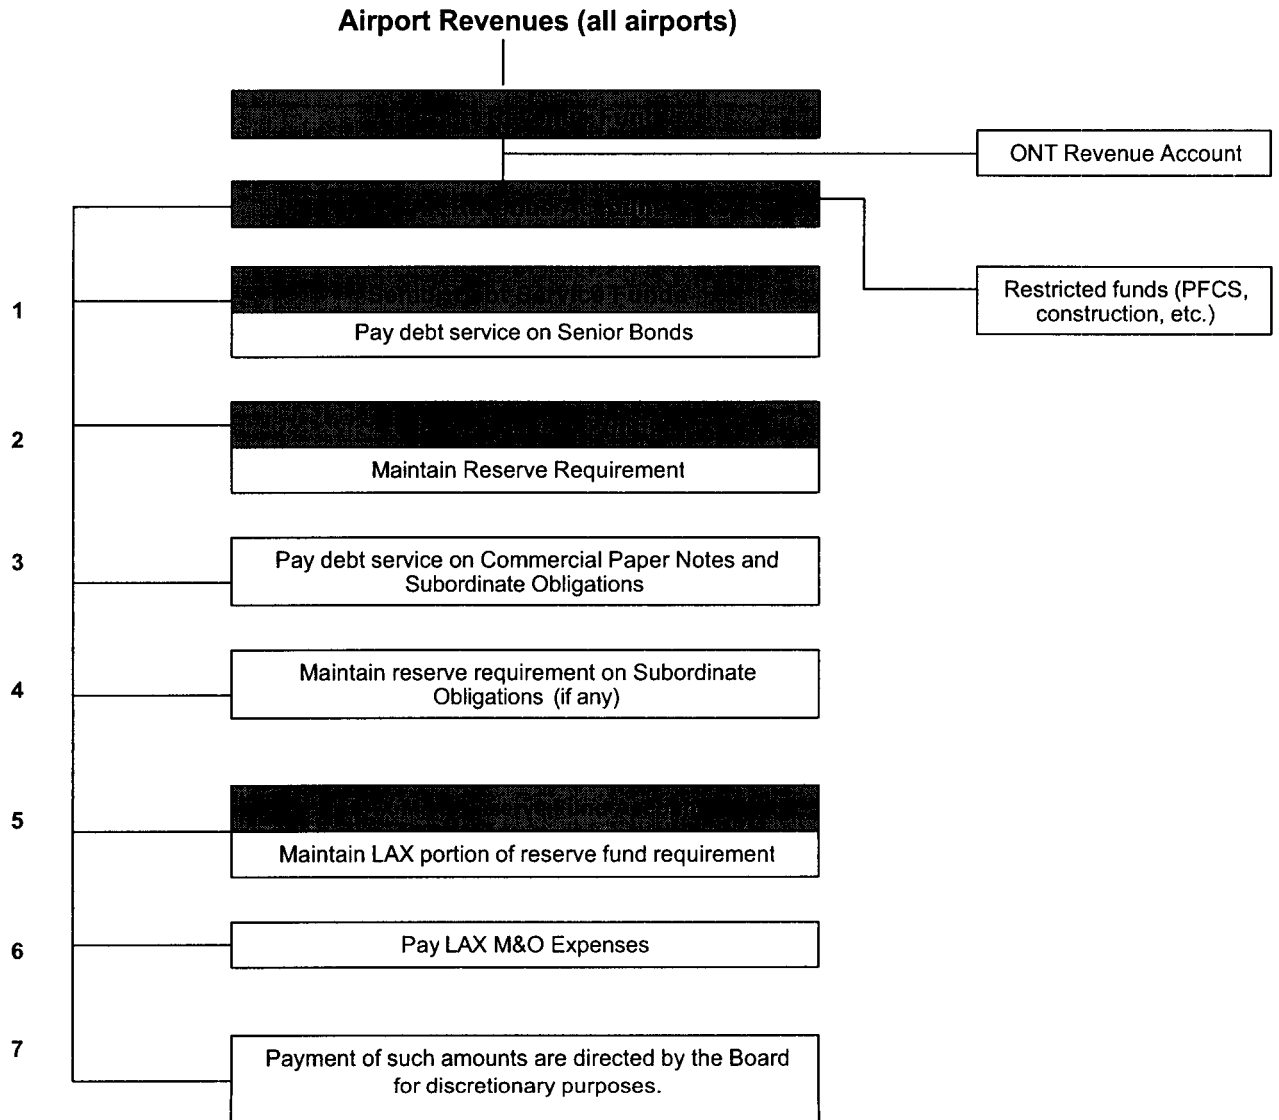 Airport Revenues (all airports)
ONT Revenue Account
Restricted funds (PFCS,
construction, etc.)
1
Pay debt service on Senior Bonds
2
Maintain Reserve Requirement
3
Pay debt service on Commercial Paper Notes and
Subordinate Obligations
4
Maintain reserve requirement on Subordinate
Obligations (if any)
5
Maintain LAX portion of reserve fund requirement
6
Pay LAX M&O Expenses
7
Payment of such amounts are directed by the Board
for discretionary purposes.